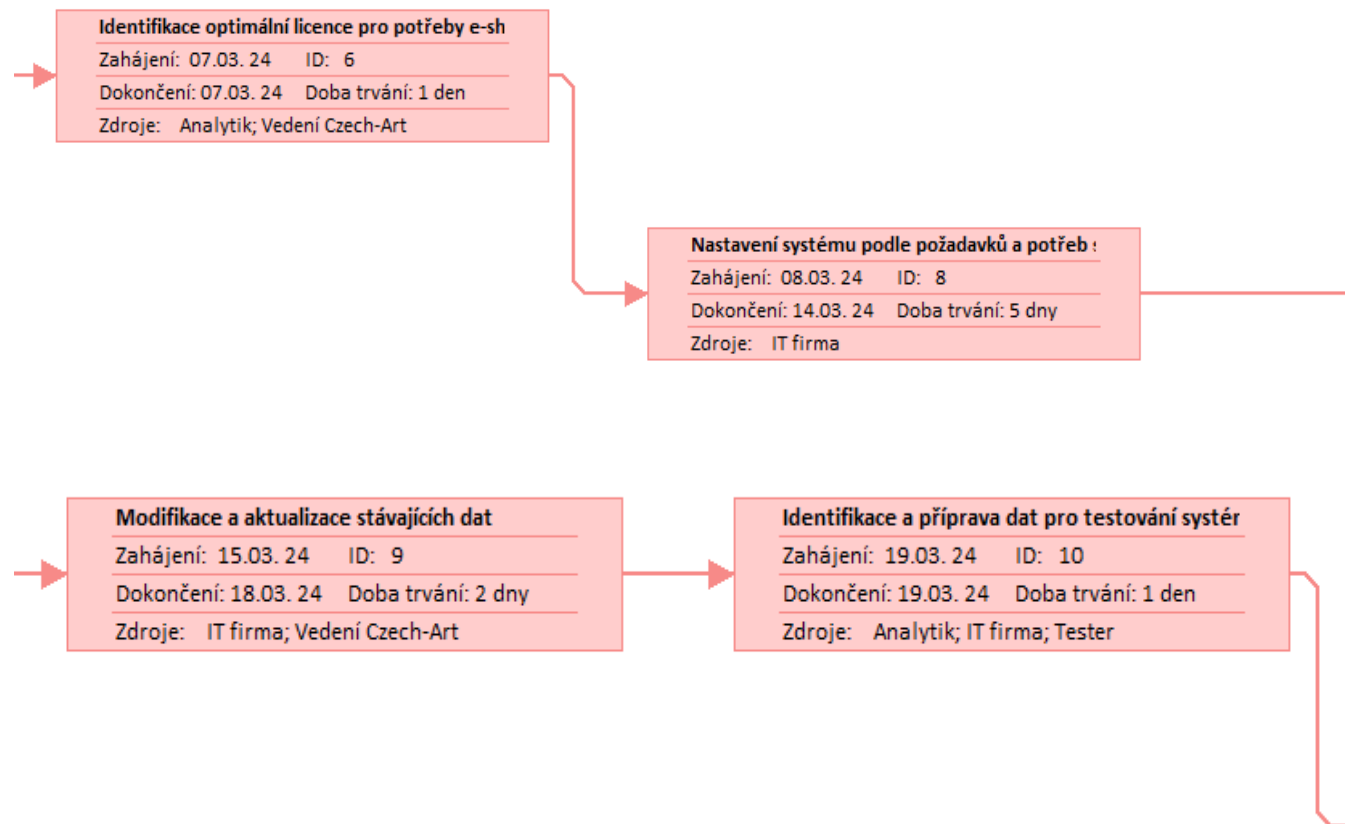 Identifikace optimální licence pro potřeby e-sh
Zahájení: 07.03. 24 ID: 6
Dokončení: 07.03. 24 Doba trvání: 1 den
Zdroje: Analytik; Vedení Czech-Art
Nastavení systému podle požadavků a potřeb
Zahájení: 08.03. 24 ID: 8
Dokončení: 14.03. 24 Doba trvání: 5 dny
Zdroje: IT firma
Modifikace a aktualizace stávajících dat
Zahájení: 15.03. 24 ID: 9
Dokončení: 18.03. 24 Doba trvání: 2 dny
Zdroje: IT firma; Vedení Czech-Art
Identifikace a příprava dat pro testování systér
Zahájení: 19.03. 24 ID: 10
Dokončení: 19.03. 24 Doba trvání: 1 den
Zdroje: Analytik; IT firma; Tester